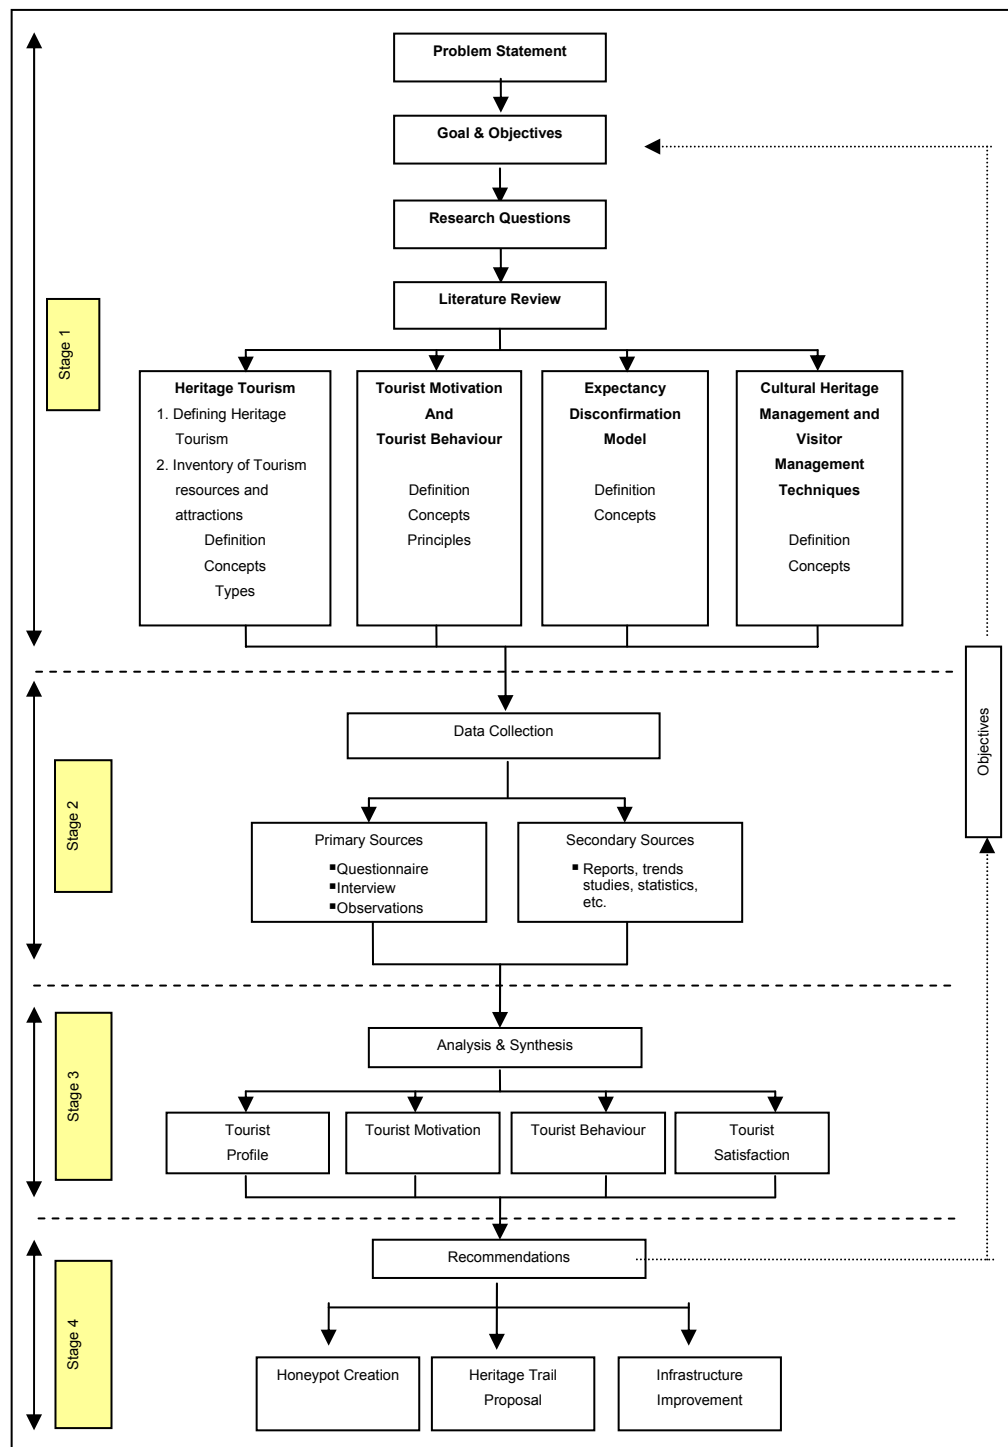 Problem Statement
Goal & Objectives
Research Questions
Literature Review
Stage 1
Heritage Tourism
1. Defining Heritage
Tourism
2. Inventory of Tourism
resources and
attractions
Definition
Concepts
Types
Tourist Motivation
And
Tourist Behaviour
Definition
Concepts
Principles
Expectancy
Disconfirmation
Model
Definition
Concepts
Cultural Heritage
Management and
Visitor
Management
Techniques
Definition
Concepts
Objectives
Stage 2
Data Collection
Primary Sources
▪Questionnaire
▪Interview
▪Observations
Secondary Sources
▪ Reports, trends
studies, statistics,
etc.
Stage 3
Analysis & Synthesis
Tourist
Profile
Tourist Motivation
Tourist Behaviour
Tourist
Satisfaction
Stage 4
Recommendations
Honeypot Creation
Heritage Trail
Proposal
Infrastructure
Improvement